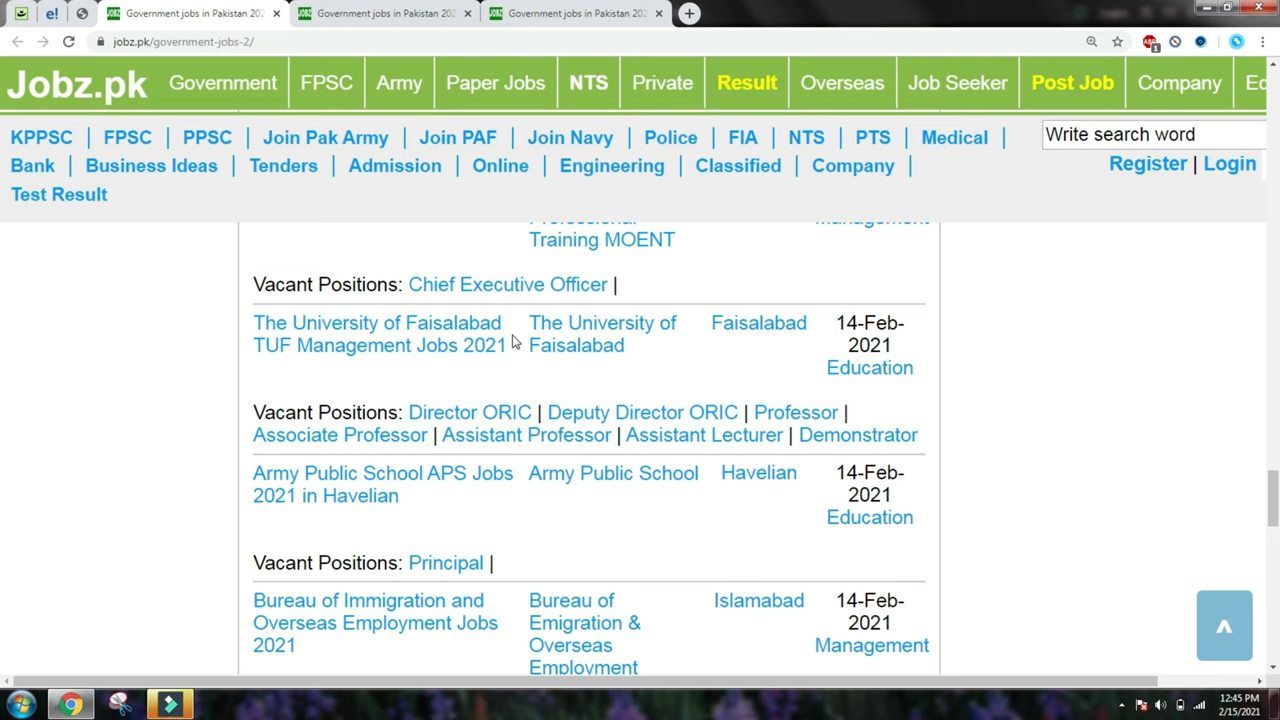 Government jobs in Pakistan 202
Government jobs in Pakistan 202
Government jobs in Pakistan 202
jobz.pk/government-jobs-2/
Jobz.pk Government FPSC Army Paper Jobs NTS Private Result Overseas Job Seeker Post Job Company Ec
KPPSC | FPSC | PPSC | Join Pak Army | Join PAF | Join Navy | Police | FIA | NTS | PTS | Medical |
Write search word
Bank | Business Ideas | Tenders | Admission | Online | Engineering | Classified | Company |
Register | Login
Test Result
Professional Management
Training MOENT
Vacant Positions: Chief Executive Officer |
The University of Faisalabad The University of Faisalabad 14-Feb-
TUF Management Jobs 2021 Faisalabad 2021
Education
Vacant Positions: Director ORIC | Deputy Director ORIC | Professor |
Associate Professor | Assistant Professor | Assistant Lecturer | Demonstrator
Army Public School APS Jobs Army Public School Havelian 14-Feb-
2021 in Havelian 2021
Education
Vacant Positions: Principal |
Bureau of Immigration and Bureau of Islamabad 14-Feb-
Overseas Employment Jobs Emigration & 2021
2021 Overseas Management
Employment
^
12:45 PM
2/15/2021